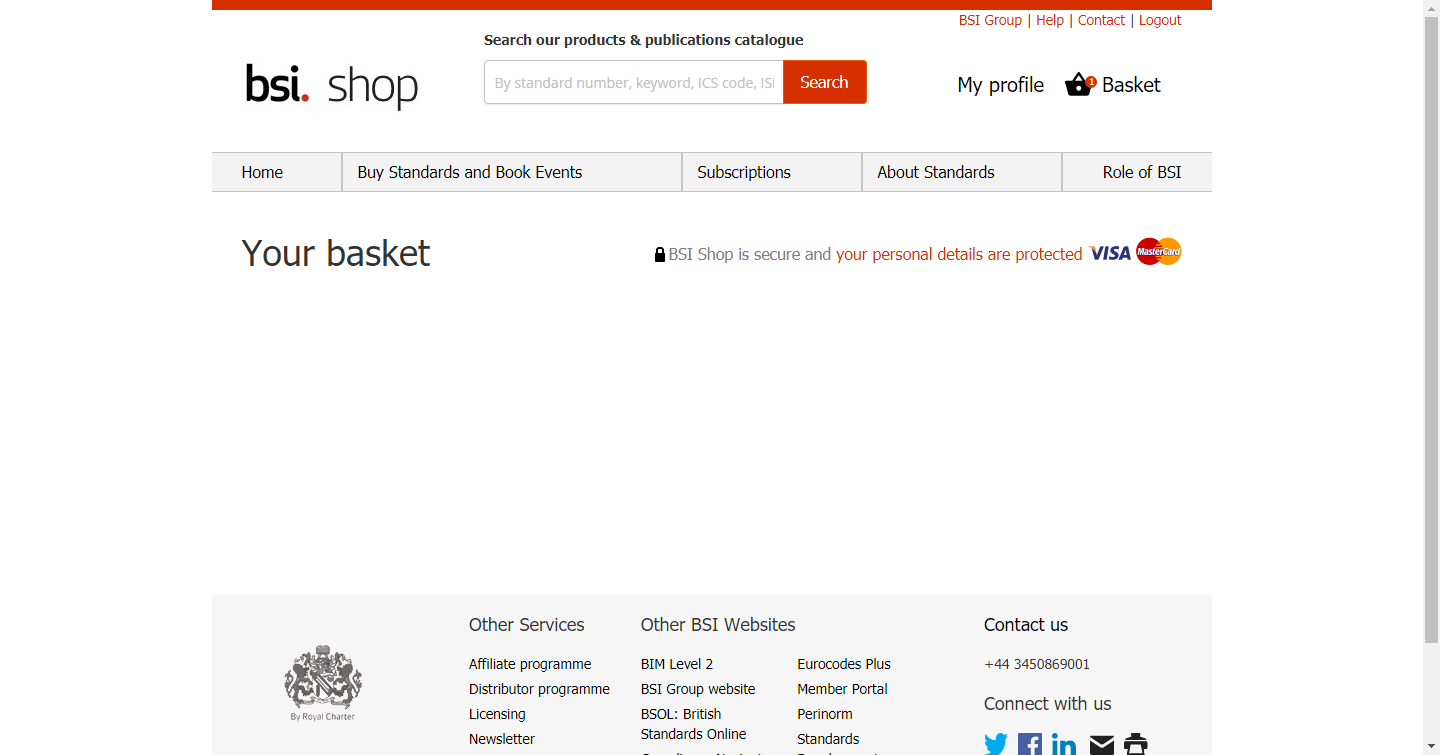 BSI Group | Help | Contact | Logout
Search our products & publications catalogue
bsi. shop
By standard number, keyword, ICS code, ISI
Search
My profile
1
Basket
Home
Buy Standards and Book Events
Subscriptions
About Standards
Role of BSI
Your basket
BSI Shop is secure and your personal details are protected
VISA
MasterCard
Other Services
Affiliate programme
Distributor programme
Licensing
Newsletter
Other BSI Websites
BIM Level 2
BSI Group website
BSOL: British
Standards Online
Eurocodes Plus
Member Portal
Perinorm
Standards
Contact us
+44 3450869001
Connect with us
By Royal Charter